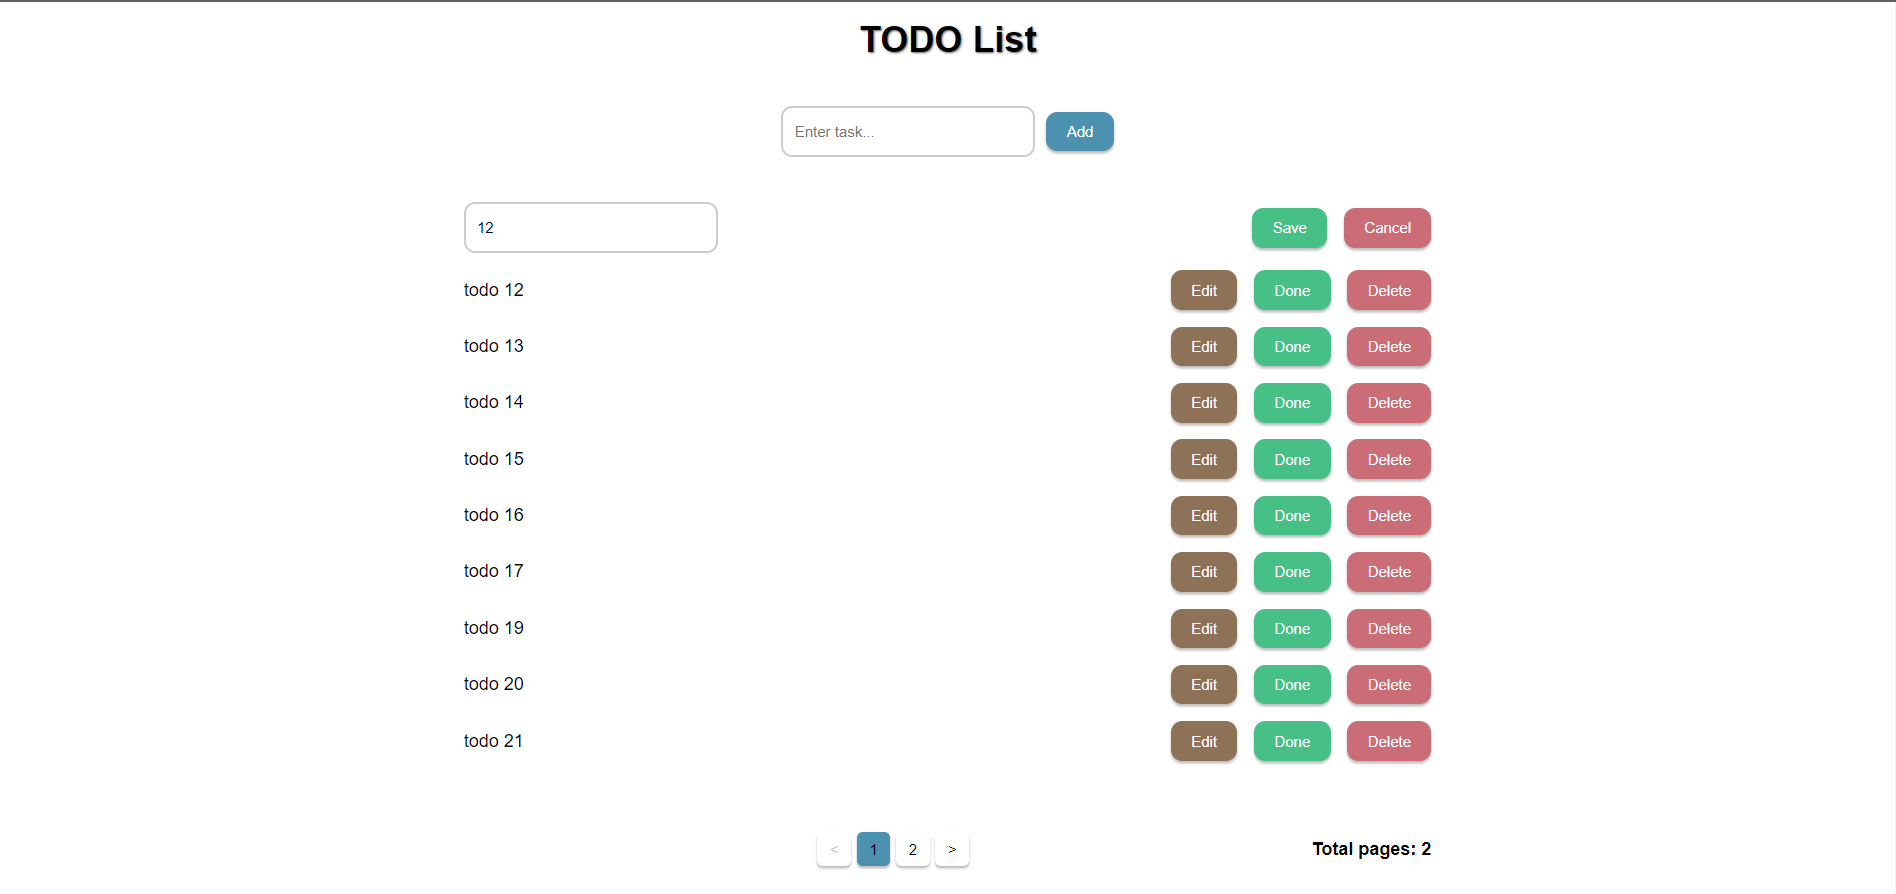 TODO List
Enter task... Add
12 Save Cancel
todo 12 Edit Done Delete
todo 13 Edit Done Delete
todo 14 Edit Done Delete
todo 15 Edit Done Delete
todo 16 Edit Done Delete
todo 17 Edit Done Delete
todo 19 Edit Done Delete
todo 20 Edit Done Delete
todo 21 Edit Done Delete
< 1 2 > Total pages: 2